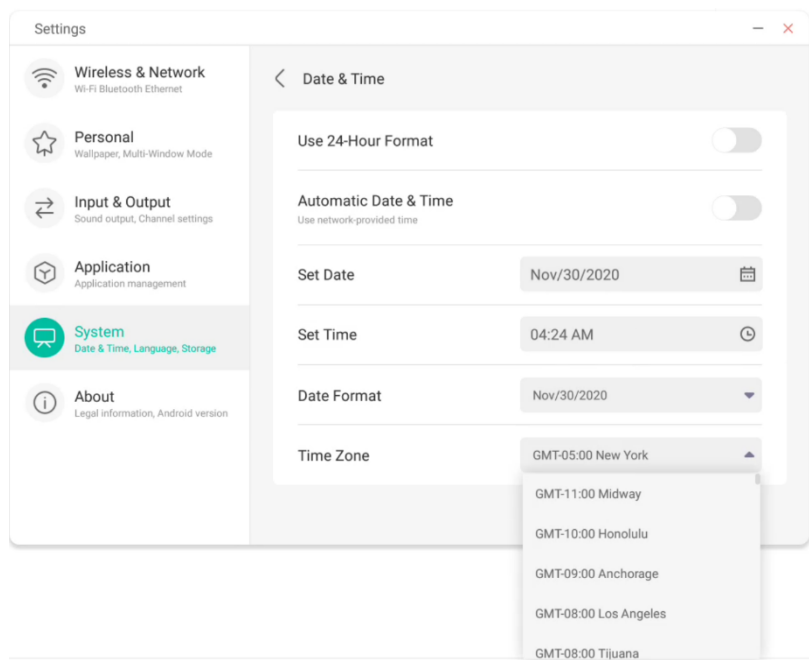 Settings
Wireless & Network
Wi-Fi Bluetooth Ethernet
Personal
Wallpaper, Multi-Window Mode
Input & Output
Sound output, Channel settings
Application
Application management
System
Date & Time, Language, Storage
About
Legal information, Android version
Date & Time
Use 24-Hour Format
Automatic Date & Time
Use network-provided time
Set Date
Nov/30/2020
Set Time
04:24 AM
Date Format
Nov/30/2020
Time Zone
GMT-05:00 New York
GMT-11:00 Midway
GMT-10:00 Honolulu
GMT-09:00 Anchorage
GMT-08:00 Los Angeles
GMT-08:00 Tijuana